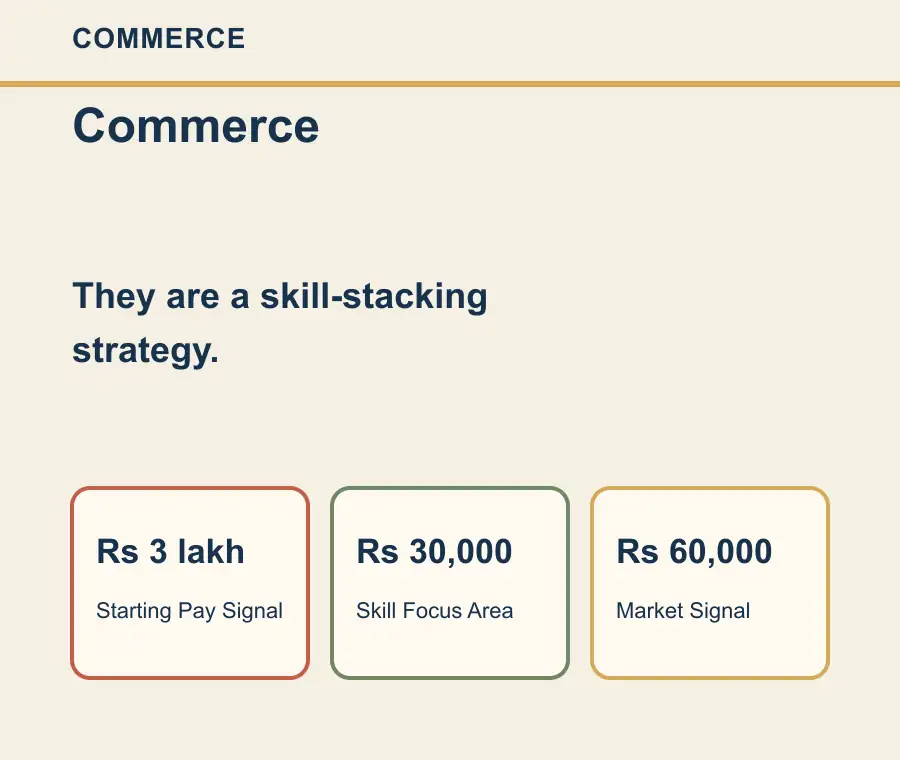 COMMERCE
Commerce
They are a skill-stacking
strategy.
Rs 3 lakh
Starting Pay Signal
Rs 30,000
Skill Focus Area
Rs 60,000
Market Signal